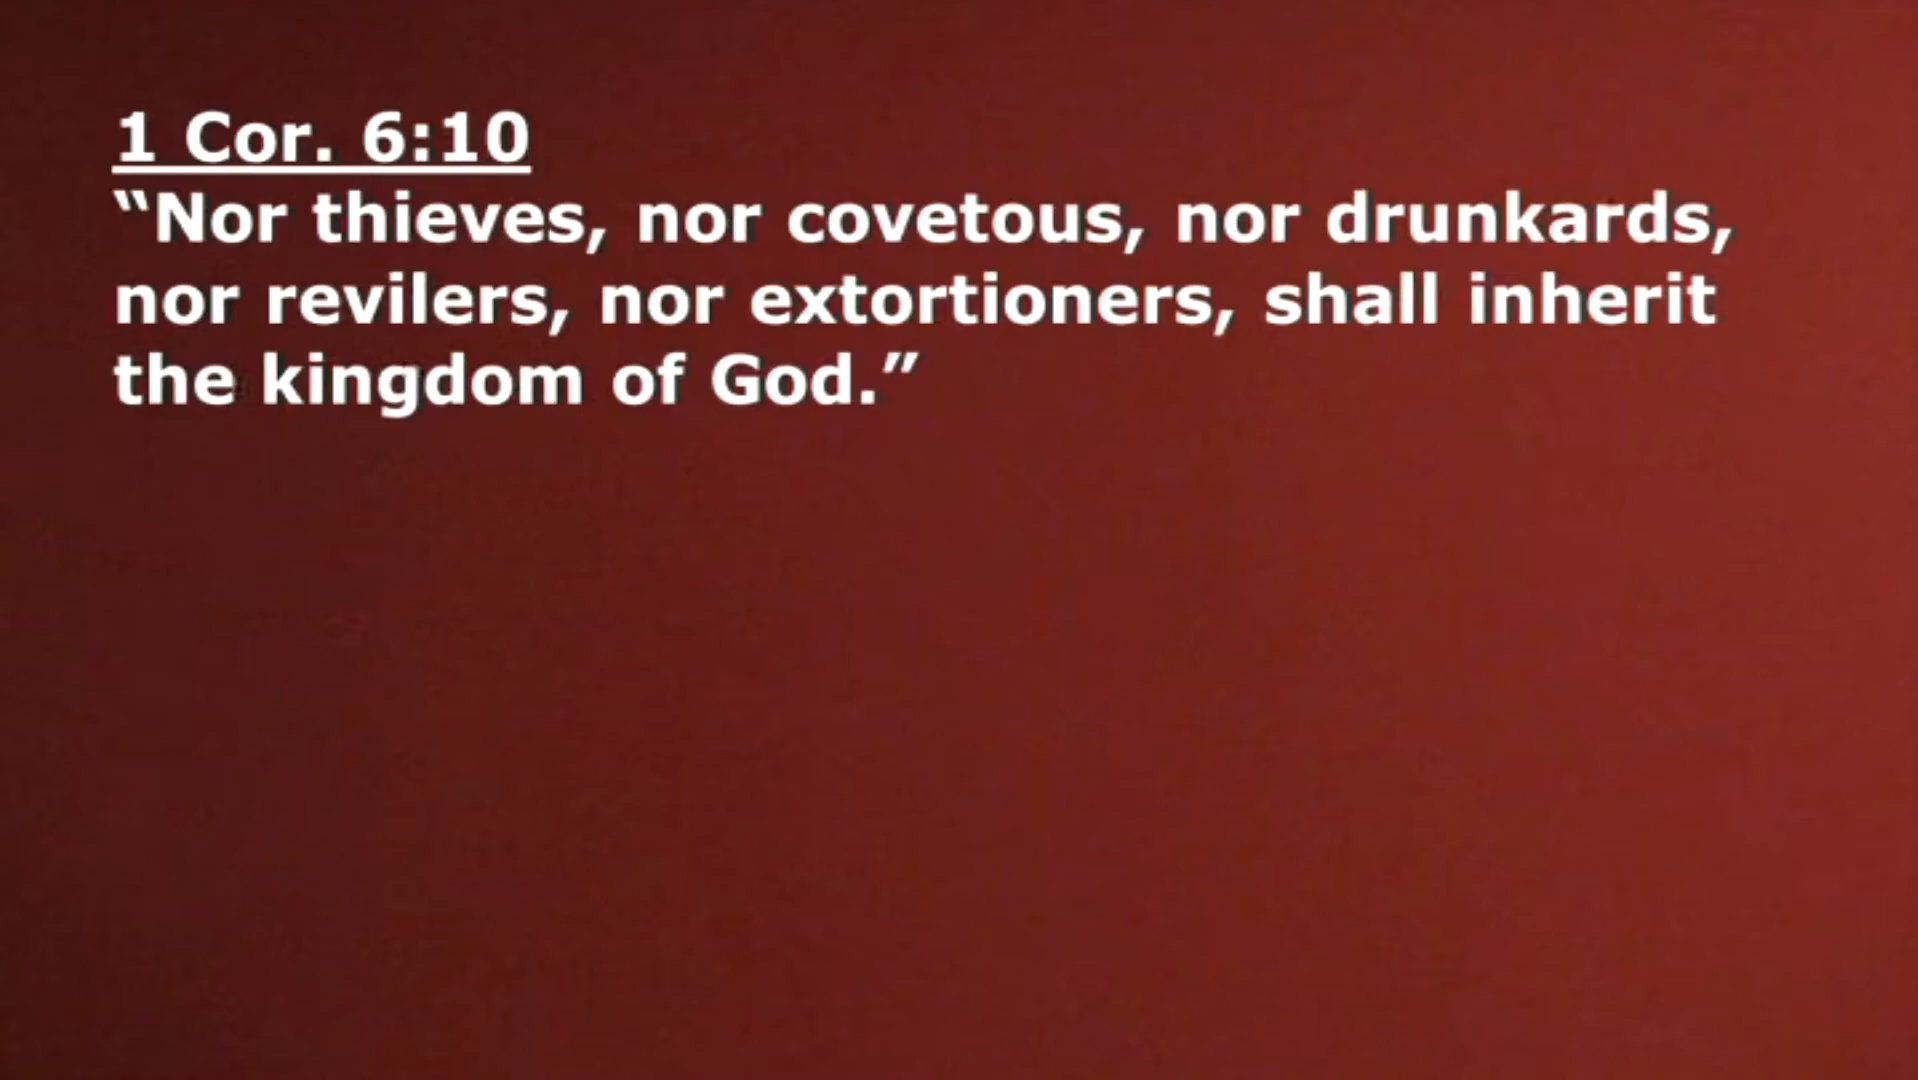 1 Cor. 6:10
“Nor thieves, nor covetous, nor drunkards,
nor revilers, nor extortioners, shall inherit
the kingdom of God.”